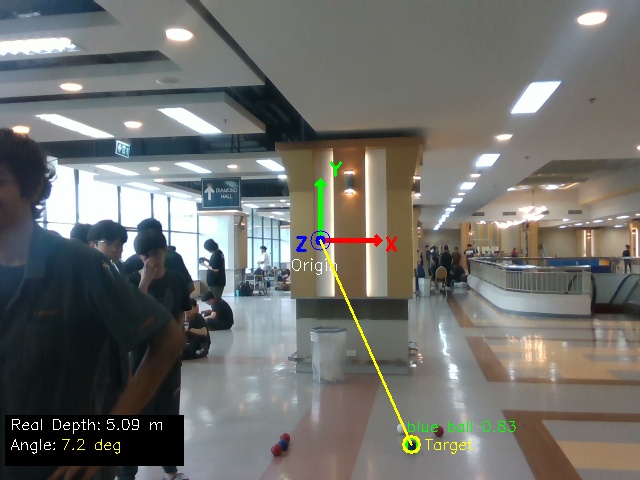 DIAMOND
HALL
Y
Z
X
Origin
blue ball 0.83
Target
Real Depth: 5.09 m
Angle: 7.2 deg